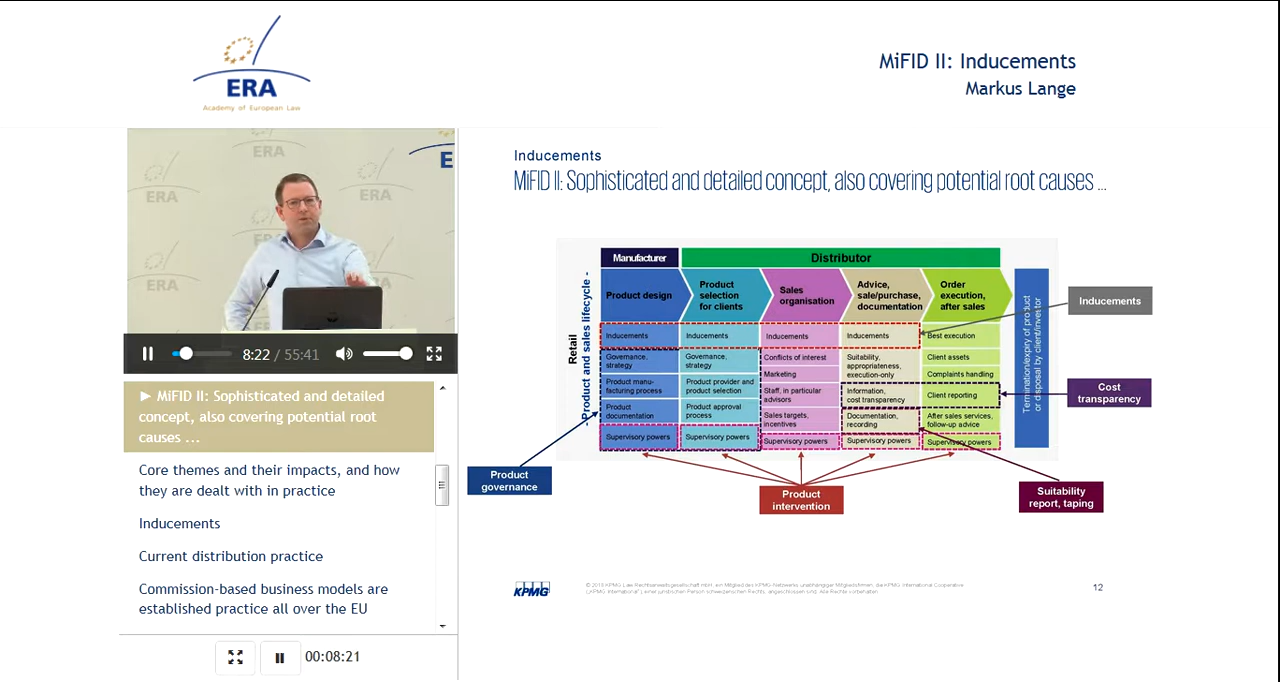 ERA
Academy of European Law
MiFID II: Inducements
Markus Lange
ERA
ERA
ERA
ERA
ERA
E
8:22 / 55:41
► MiFID II: Sophisticated and detailed
concept, also covering potential root
causes ...
Core themes and their impacts, and how
they are dealt with in practice
Inducements
Current distribution practice
Commission-based business models are
established practice all over the EU
00:08:21
Inducements
MiFID II: Sophisticated and detailed concept, also covering potential root causes ...
Retail
- Product and sales lifecycle -
Manufacturer
Distributor
Product design
Product
selection
for clients
Sales
organisation
Advice,
sale/purchase,
documentation
Order
execution,
after sales
Inducements
Inducements
Inducements
Inducements
Best execution
Governance,
strategy
Governance,
strategy
Conflicts of interest
Suitability,
appropriateness,
execution-only
Client assets
Marketing
Complaints handling
Product manu-
facturing process
Product provider and
product selection
Staff, in particular
advisors
Information,
cost transparency
Client reporting
Product
documentation
Product approval
process
Sales targets,
incentives
Documentation,
recording
After sales services,
follow-up advice
Supervisory powers
Supervisory powers
Supervisory powers
Supervisory powers
Supervisory powers
Termination/expiry of product
or disposal by client/investor
Inducements
Cost
transparency
Product
governance
Product
intervention
Suitability
report, taping
KPMG
12